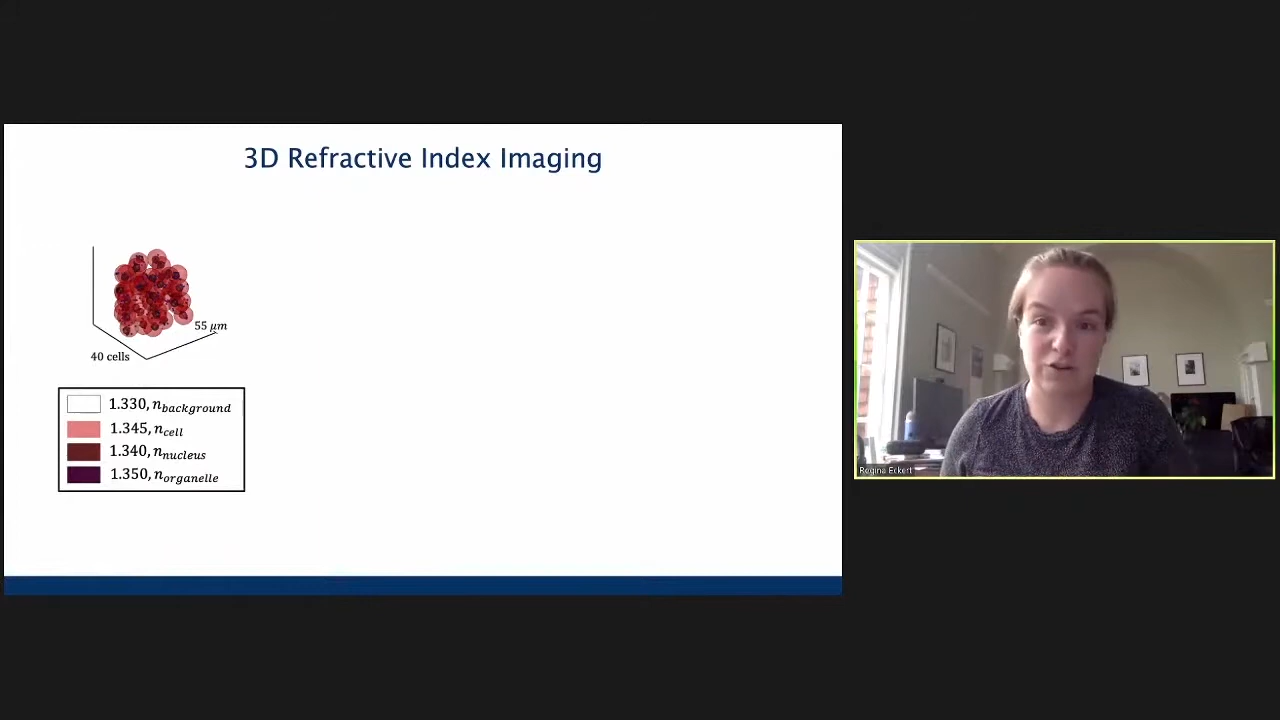 3D Refractive Index Imaging
55 μm
40 cells
1.330, n_background
1.345, n_cell
1.340, n_nucleus
1.350, n_organelle
Regina Eckert